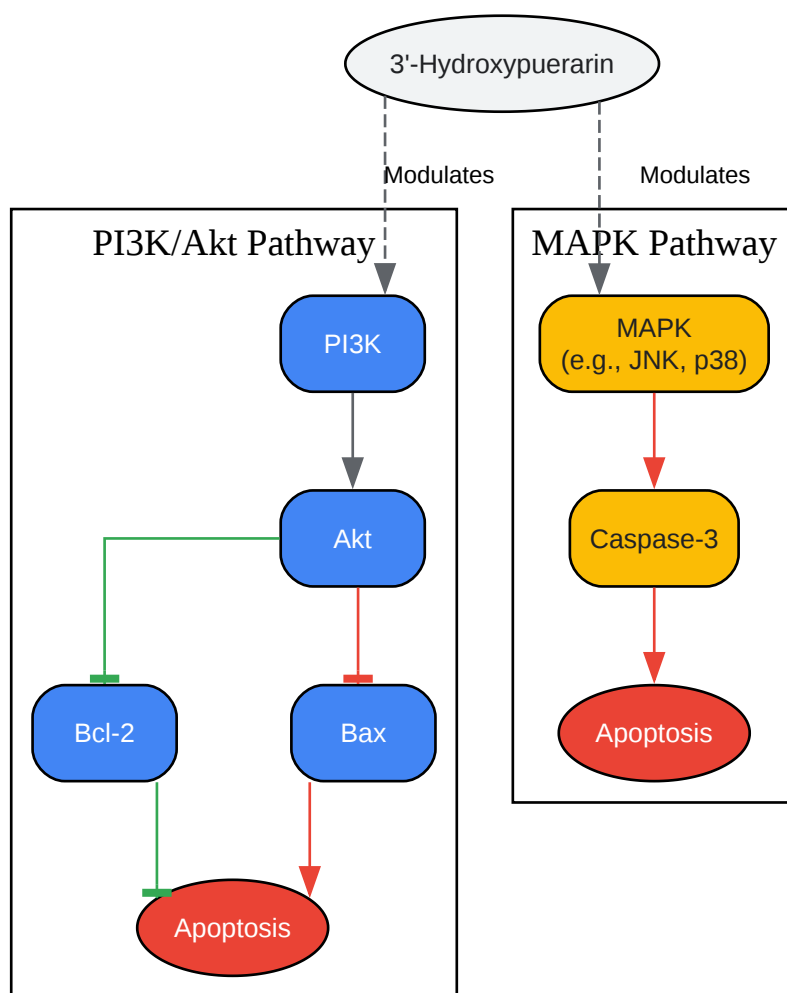 3'-Hydroxypuerarin
Modulates
Modulates
PI3K/Akt Pathway
MAPK Pathway
PI3K
MAPK
(e.g., JNK, p38)
Akt
Caspase-3
Bcl-2
Bax
Apoptosis
Apoptosis